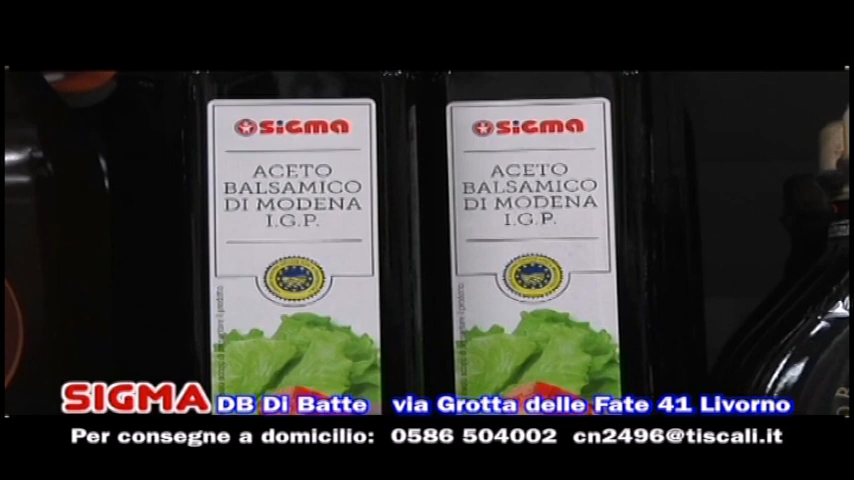 SIGMA
ACETO
BALSAMICO
DI MODENA
I.G.P.
SIGMA
ACETO
BALSAMICO
DI MODENA
I.G.P.
SIGMA DB Di Batte via Grotta delle Fate 41 Livorno
Per consegne a domicilio: 0586 504002 cn2496@tiscali.it